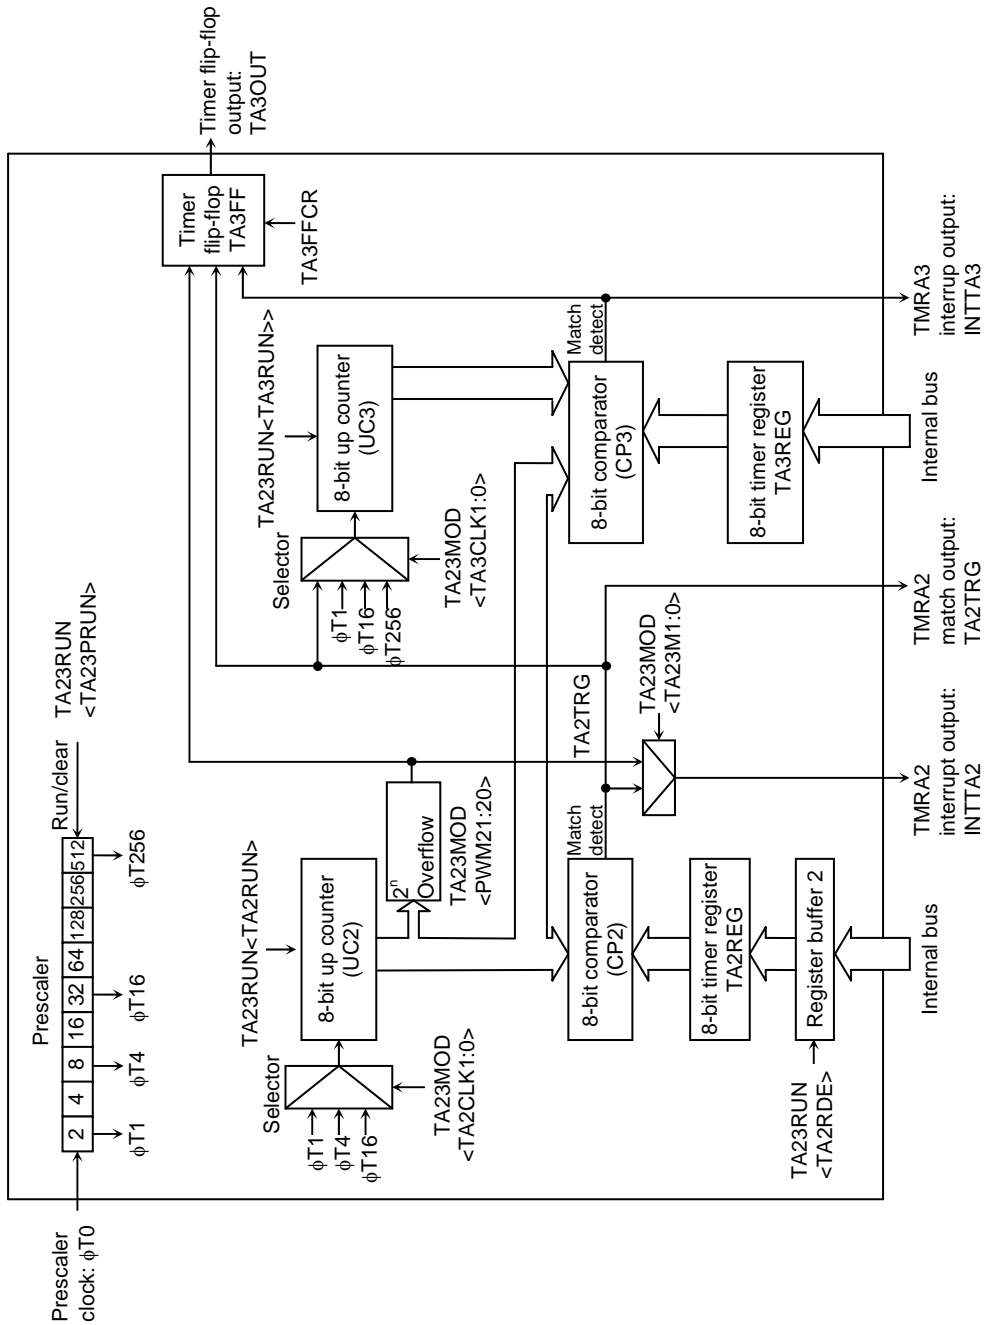 Prescaler
clock: φT0
Prescaler
2 4 8 16 32 64 128 256 512
Run/clear
TA23RUN
<TA23PRUN>
φT1
φT4
φT16
φT256
Timer
flip-flop
TA3FF
Timer flip-flop
output:
TA3OUT
TA3FFCR
TA23RUN<TA2RUN>
Selector
8-bit up counter
(UC2)
φT1
φT4
φT16
TA23MOD
<TA2CLK1:0>
2n
Overflow
TA23MOD
<PWM21:20>
TA23RUN<TA3RUN>>
Selector
8-bit up counter
(UC3)
φT1
φT16
φT256
TA23MOD
<TA3CLK1:0>
TA2TRG
8-bit comparator
(CP2)
Match
detect
TA23MOD
<TA23M1:0>
8-bit comparator
(CP3)
Match
detect
8-bit timer register
TA2REG
8-bit timer register
TA3REG
Register buffer 2
TA23RUN
<TA2RDE>
Internal bus
TMRA2
interrupt output:
INTTA2
TMRA2
match output:
TA2TRG
Internal bus
TMRA3
interrup output:
INTTA3